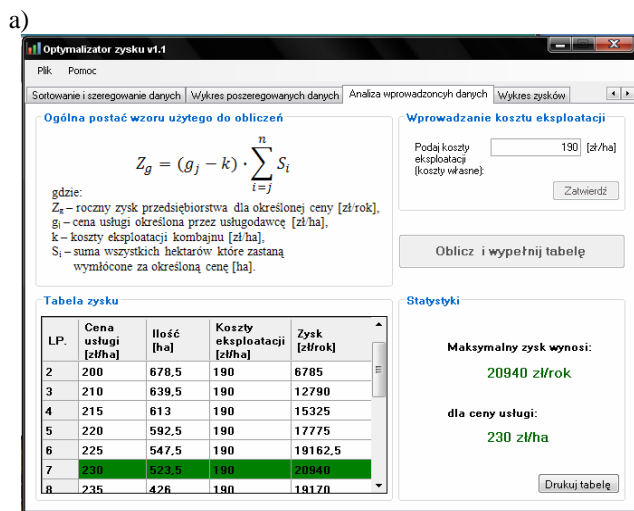 a)
Optymalizator zysku v1.1
Plik Pomoc
Sortowanie i szeregowanie danych Wykres poszeregowanych danych Analiza wprowadzoncyh danych Wykres zysków
Ogólna postać wzoru użytego do obliczeń
Z_g = (g_j − k) · ∑_{i=j}^{n} S_i
gdzie:
Z_g – roczny zysk przedsiębiorstwa dla określonej ceny [zł/rok],
g_j – cena usługi określona przez usługodawcę [zł/ha],
k – koszty eksploatacji kombajnu [zł/ha],
S_i – suma wszystkich hektarów które zastaną
wymłócone za określoną cenę [ha].
Wprowadzanie kosztu eksploatacji
Podaj koszty eksploatacji (koszty własne): 190 [zł/ha]
Zatwierdź
Oblicz i wypełnij tabelę
Tabela zysku
LP. Cena usługi [zł/ha] Ilość [ha] Koszty eksploatacji [zł/ha] Zysk [zł/rok]
2 200 678,5 190 6785
3 210 639,5 190 12790
4 215 613 190 15325
5 220 592,5 190 17775
6 225 547,5 190 19162,5
7 230 523,5 190 20940
8 235 426 190 19170
Statystyki
Maksymalny zysk wynosi:
20940 zł/rok
dla ceny usługi:
230 zł/ha
Drukuj tabelę